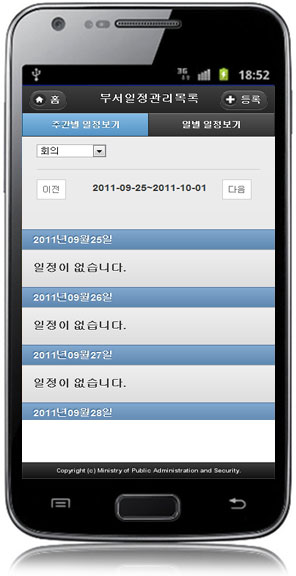 3G 18:52
홈 부서일정관리목록 등록
주간별 일정보기 일별 일정보기
회의
이전 2011-09-25~2011-10-01 다음
2011년09월25일
일정이 없습니다.
2011년09월26일
일정이 없습니다.
2011년09월27일
일정이 없습니다.
2011년09월28일
Copyright (c) Ministry of Public Administration and Security.